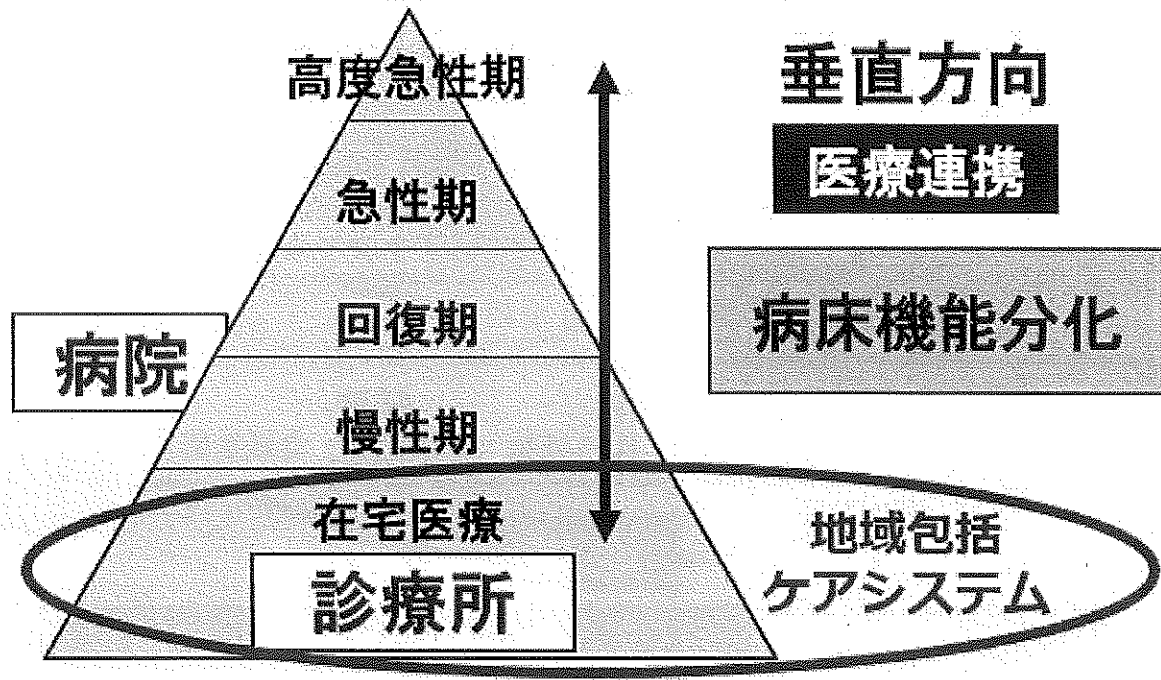 高度急性期
急性期
回復期
病院
慢性期
在宅医療
診療所
垂直方向
医療連携
病床機能分化
地域包括
ケアシステム